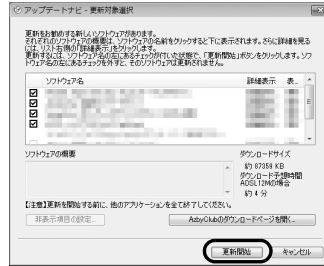 アップデートナビ - 更新対象選択
更新をお勧めする新しいソフトウェアがあります。
それぞれのソフトウェアの概要は、ソフトウェアの名前をクリックすると下に表示されます。さらに詳細を見る
には、リスト右側の「詳細表示」をクリックします。
更新するには、ソフトウェア名の左にあるチェックが付いた状態で、「更新開始」ボタンをクリックします。ソフ
トウェア名の左にあるチェックを外すと、そのソフトウェアは更新されません。
ソフトウェア名 詳細表示 表...
ソフトウェアの概要 ダウンロードサイズ
約 87359 KB
ダウンロード予想時間
ADSL12Mの場合
約 4 分
【注意】更新を開始する前に、他のアプリケーションを全て終了してください。
非表示項目の設定... AzbyClubのダウンロードページを開く...
更新開始 キャンセル